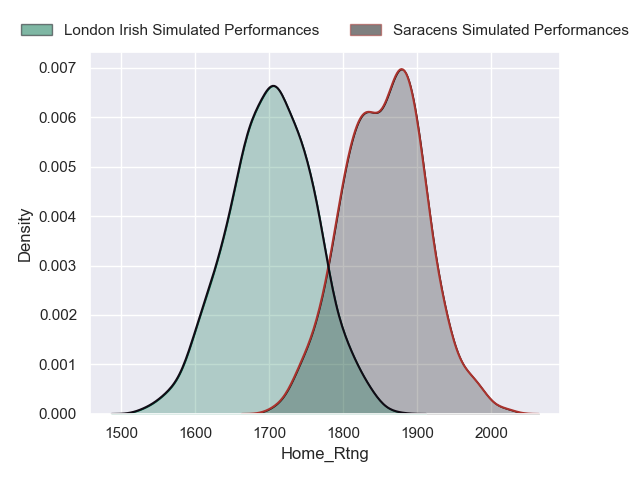 London Irish Simulated Performances
Saracens Simulated Performances
0.007
0.006
0.005
0.004
0.003
0.002
0.001
0.000
Density
1500 1600 1700 1800 1900 2000
Home_Rtng